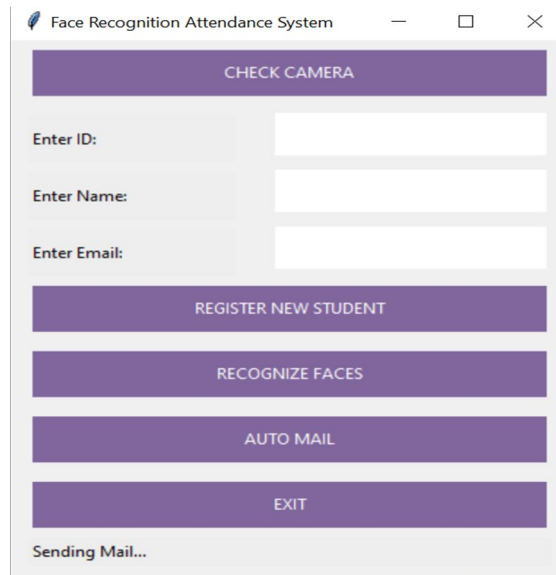 Face Recognition Attendance System
CHECK CAMERA
Enter ID:
Enter Name:
Enter Email:
REGISTER NEW STUDENT
RECOGNIZE FACES
AUTO MAIL
EXIT
Sending Mail...